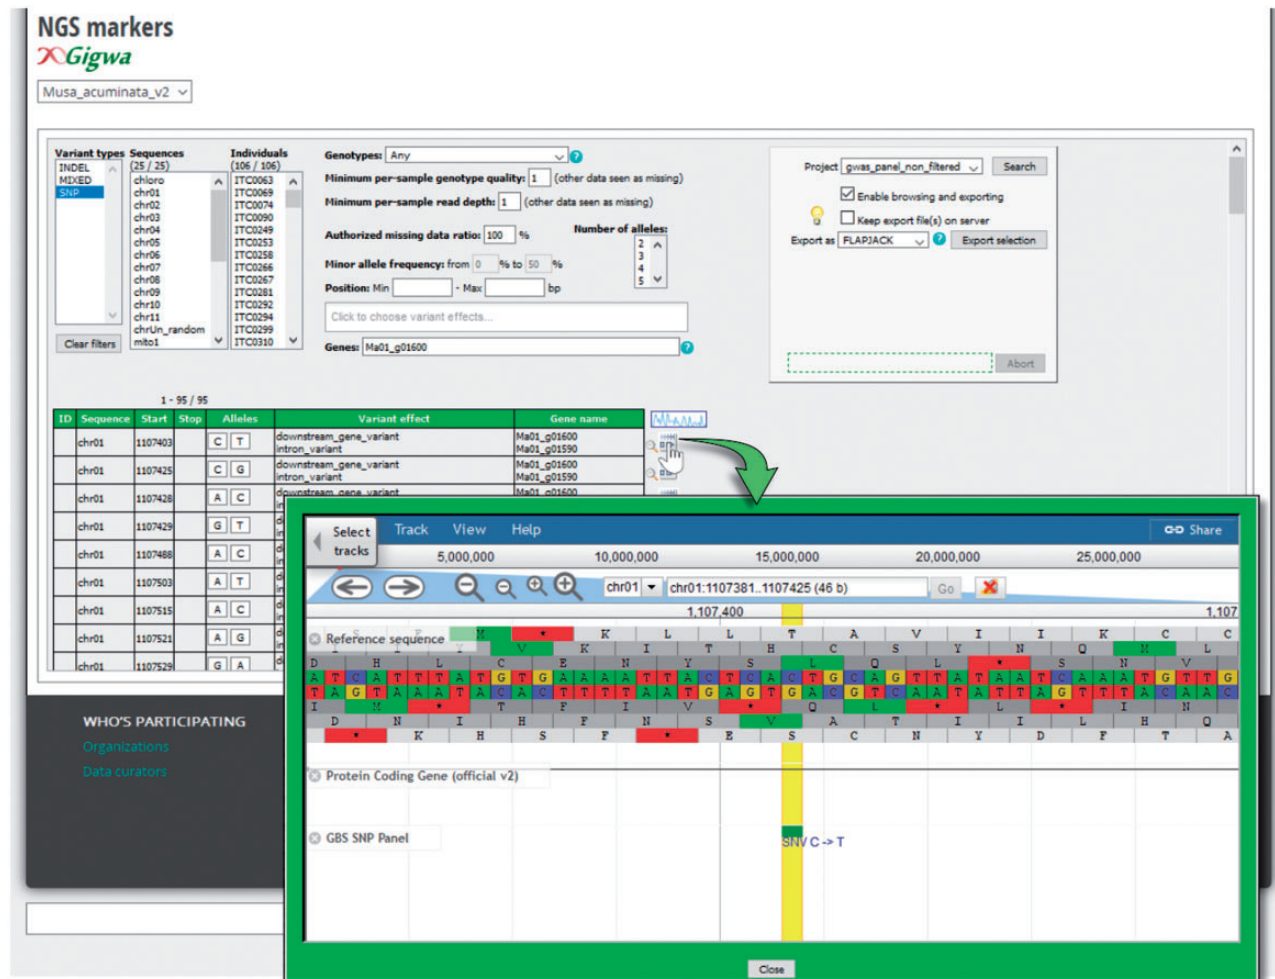 NGS markers
Gigwa
Musa_acuminata_v2
Variant types Sequences Individuals
(25 / 25) (106 / 106)
INDEL
MIXED
SNP
chloro
chr01
chr02
chr03
chr04
chr05
chr06
chr07
chr08
chr09
chr10
chr11
chrUn_random
mito1
ITC0063
ITC0069
ITC0074
ITC0090
ITC0249
ITC0253
ITC0258
ITC0266
ITC0267
ITC0281
ITC0292
ITC0294
ITC0299
ITC0310
Clear filters
Genotypes: Any ?
Minimum per-sample genotype quality: 1 (other data seen as missing)
Minimum per-sample read depth: 1 (other data seen as missing)
Authorized missing data ratio: 100 %
Number of alleles:
2
3
4
5
Minor allele frequency: from 0 % to 50 %
Position: Min - Max bp
Click to choose variant effects...
Genes: Ma01_g01600 ?
Project gwas_panel_non_filtered Search
Enable browsing and exporting
Keep export file(s) on server
Export as FLAPJACK ? Export selection
Abort
1 - 95 / 95
ID Sequence Start Stop Alleles Variant effect Gene name
chr01 1107403 C T downstream_gene_variant Ma01_g01600
intron_variant Ma01_g01590
chr01 1107425 C G downstream_gene_variant Ma01_g01600
intron_variant Ma01_g01590
chr01 1107428 A C downstream_gene_variant Ma01_g01600
chr01 1107429 G T
chr01 1107488 A C
chr01 1107503 A T
chr01 1107515 A C
chr01 1107521 A G
chr01 1107529 G A
WHO'S PARTICIPATING
Organizations
Data curators
Select tracks Track View Help Share
5,000,000 10,000,000 15,000,000 20,000,000 25,000,000
chr01 chr01:1107381..1107425 (46 b) Go
1,107,400 1,107
Reference sequence
* K L L T A V I I K C C
V K I T H C S Y N Q M L
D H L C E N Y S L Q L * S N V
A T C A T T T A T G T G A A A A T T A C T C A C T G C A G T T A T A A T C A A A T G T T G
T A G T A A A T A C A C T T T T A A T G A G T G A C G T C A A T A T T A G T T T A C A A C
I M * T F I V * Q L * L * I N
D N I H F N S V A T I I L H Q
* K H S F * E S C N Y D F T A
Protein Coding Gene (official v2)
GBS SNP Panel
SNV C -> T
Close